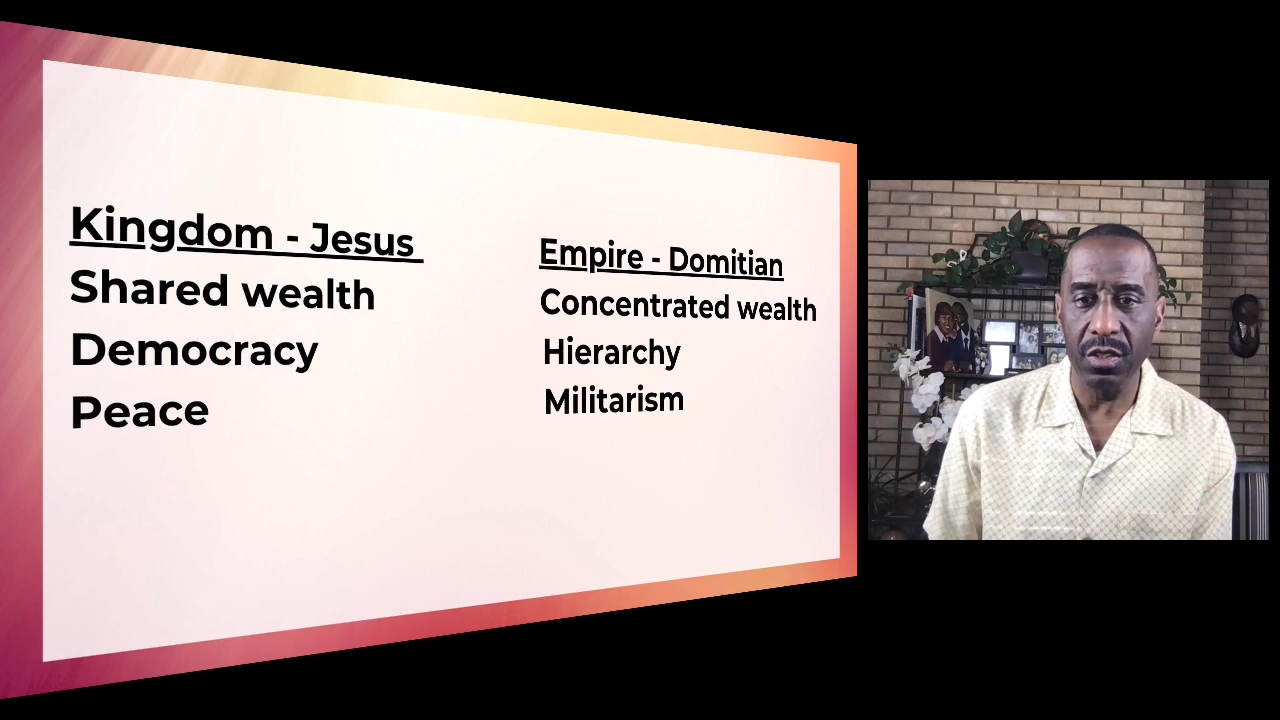 Kingdom - Jesus
Shared wealth
Democracy
Peace
Empire - Domitian
Concentrated wealth
Hierarchy
Militarism